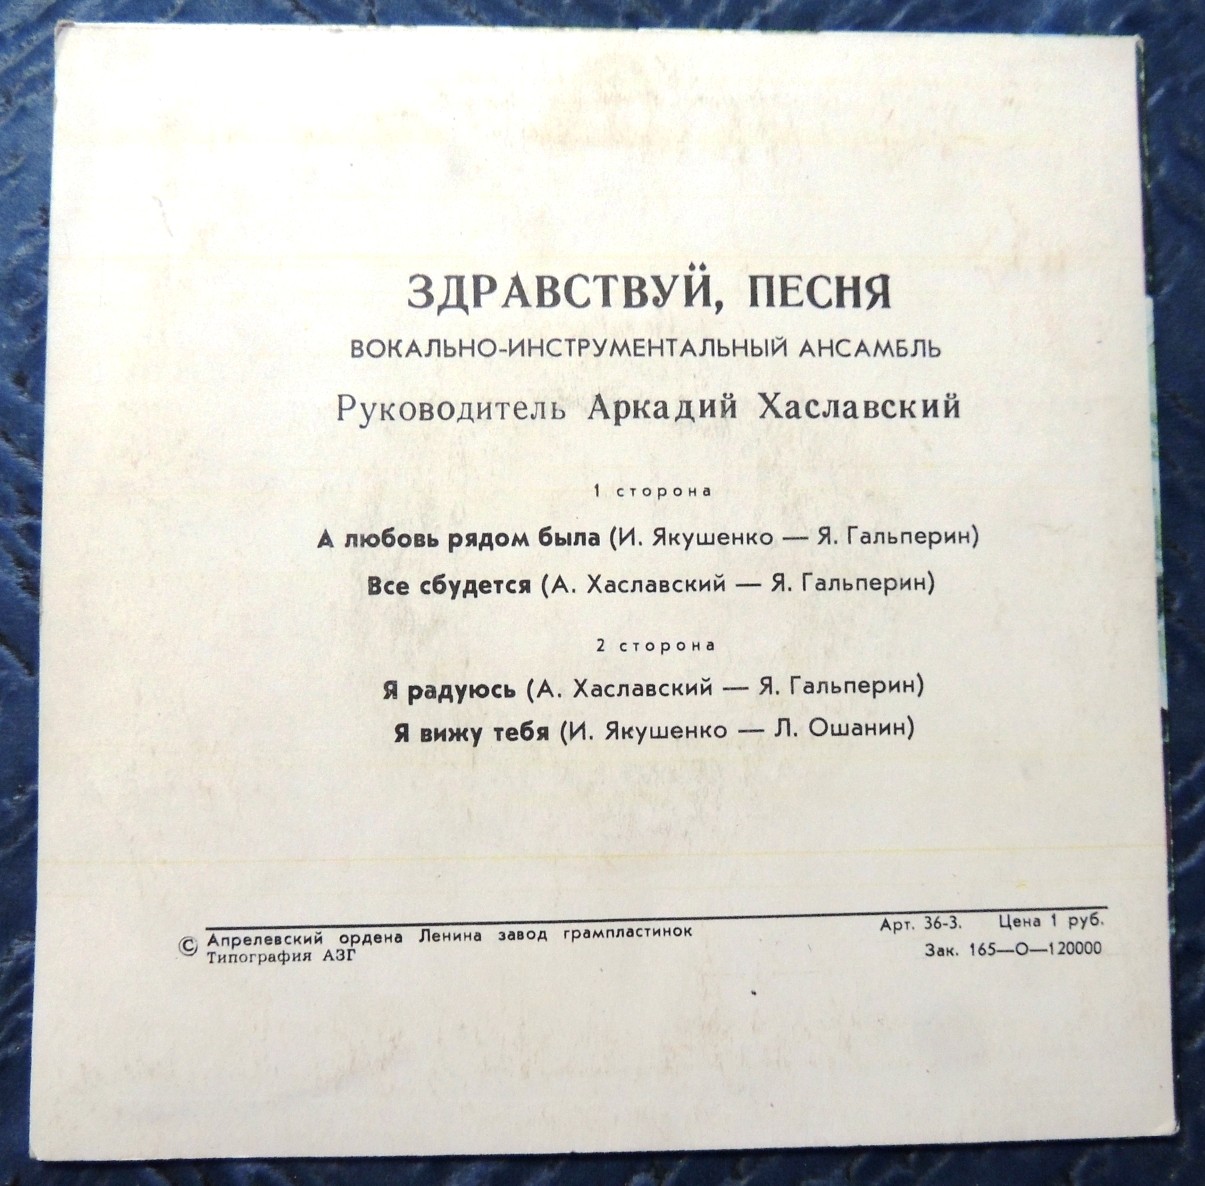 ЗДРАВСТВУЙ, ПЕСНЯ
ВОКАЛЬНО-ИНСТРУМЕНТАЛЬНЫЙ АНСАМБЛЬ
Руководитель Аркадий Хаславский
1 сторона
А любовь рядом была (И. Якушенко — Я. Гальперин)
Все сбудется (А. Хаславский — Я. Гальперин)
2 сторона
Я радуюсь (А. Хаславский — Я. Гальперин)
Я вижу тебя (И. Якушенко — Л. Ошанин)
© Апрелевский ордена Ленина завод грампластинок
Типография АЗГ
Арт. 36-3. Цена 1 руб.
Зак. 165—О—120000